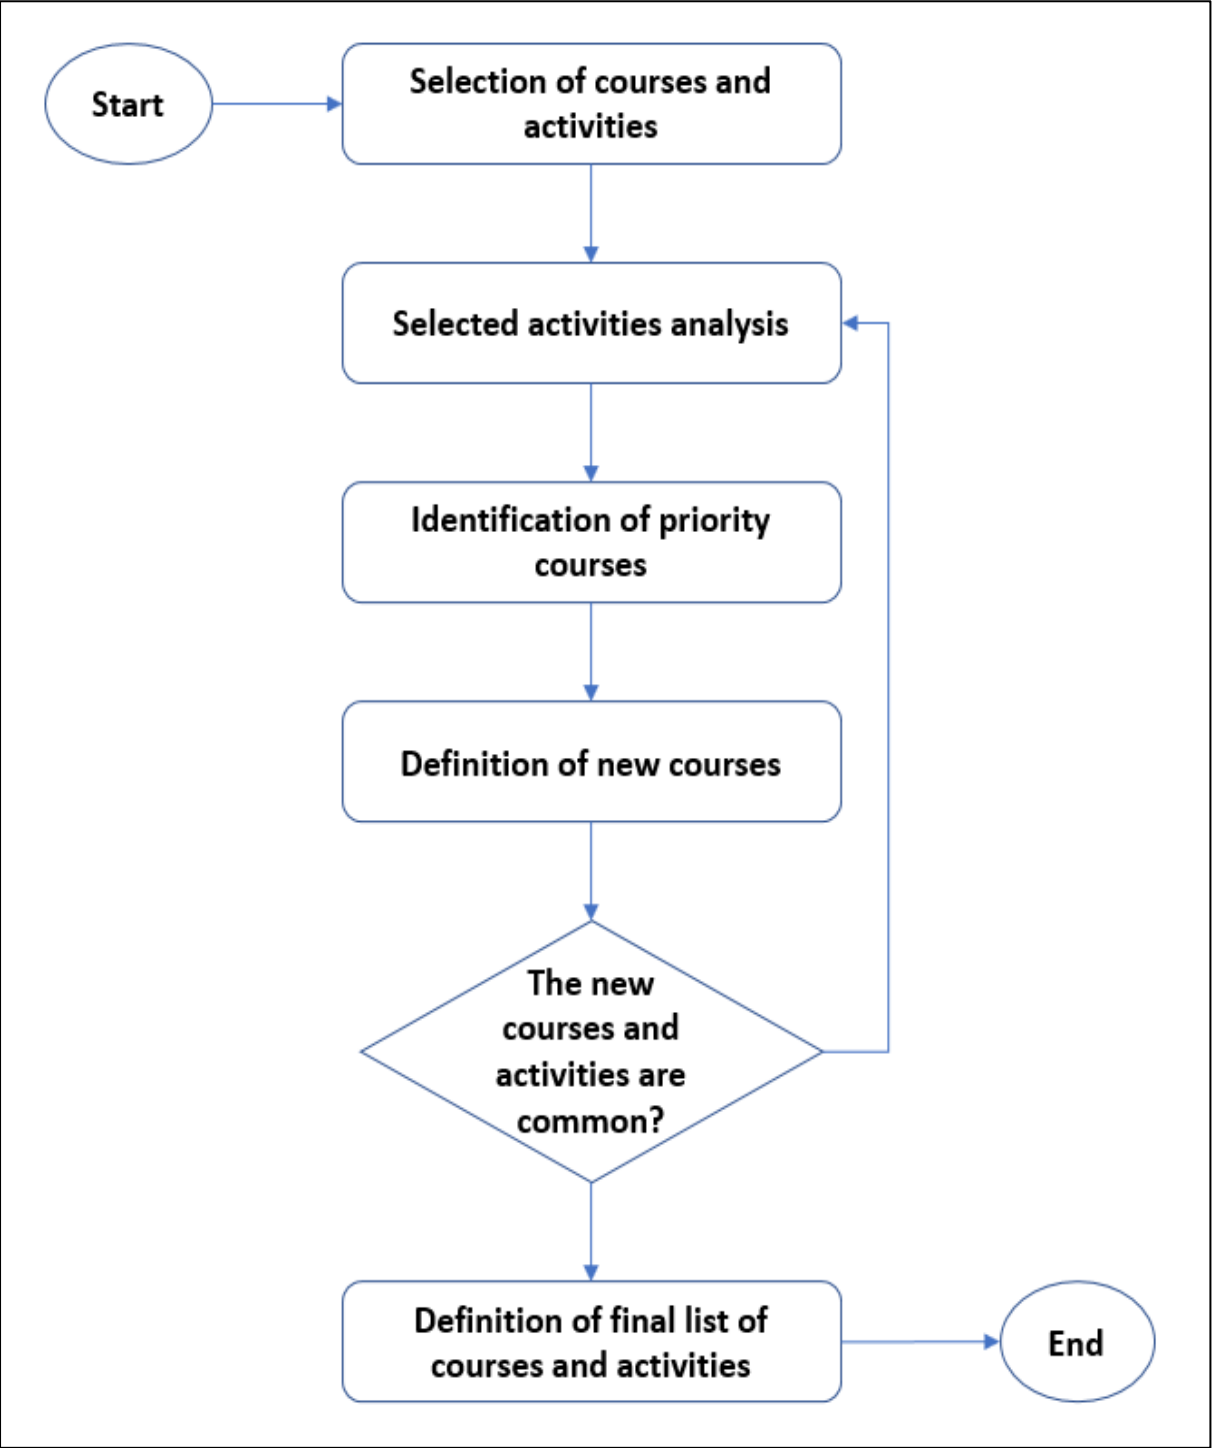 Start
Selection of courses and
activities
Selected activities analysis
Identification of priority
courses
Definition of new courses
The new
courses and
activities are
common?
Definition of final list of
courses and activities
End